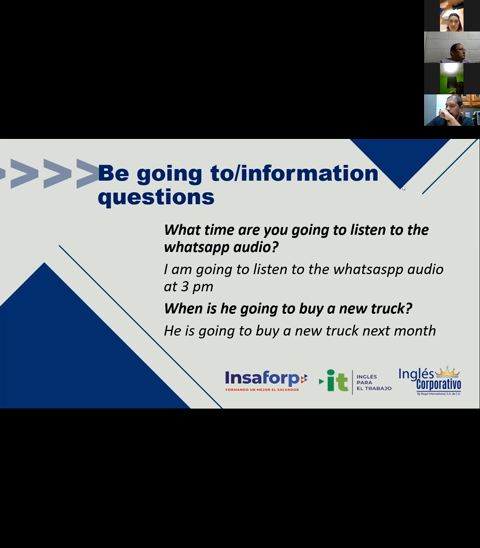 Be going to/information
questions
What time are you going to listen to the
whatsapp audio?
I am going to listen to the whatsaspp audio
at 3 pm
When is he going to buy a new truck?
He is going to buy a new truck next month
Insaforp
FORMANDO UN MEJOR EL SALVADOR
it
INGLÉS
PARA
EL TRABAJO
Inglés
Corporativo